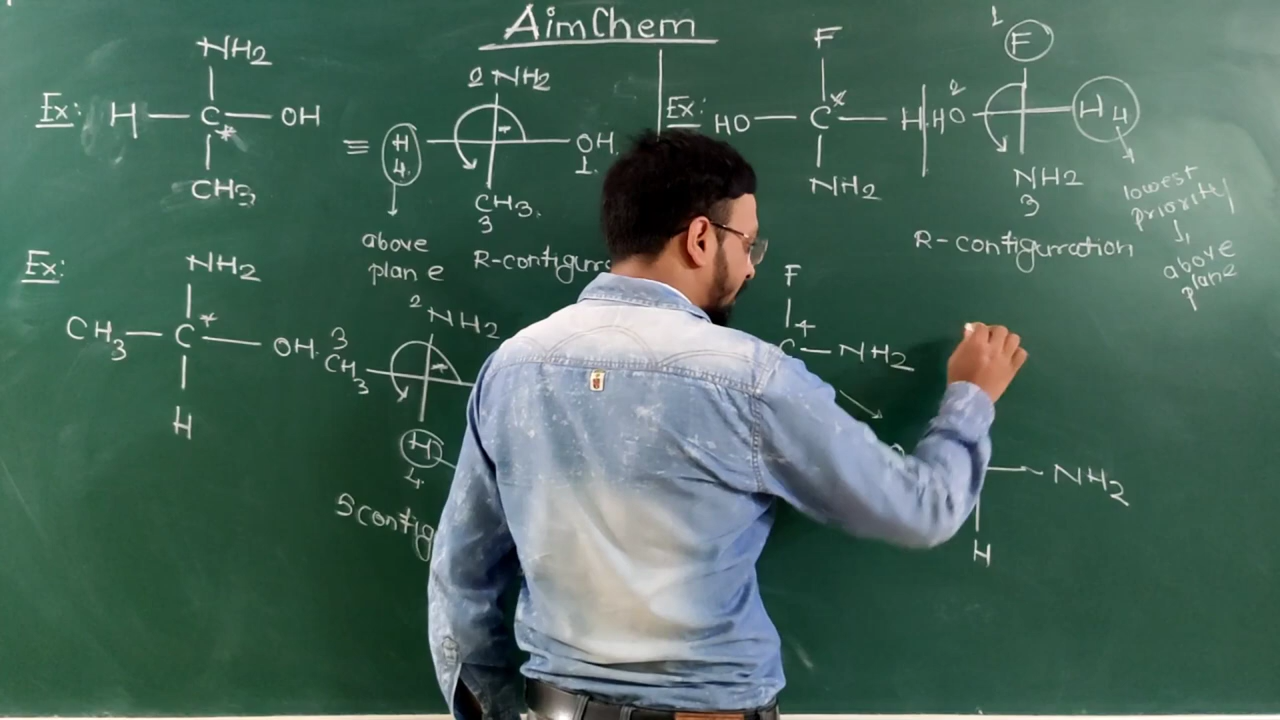 AimChem
Ex:
NH2
H — C* — OH
CH3
≡
2 NH2
H
4.
OH
1.
CH3.
3
above
plane
Ex:
F
HO — C* — H
NH2
1
F
2
HO
H 4
NH2
3
lowest
priority
above
plane
R-configuration
Ex:
NH2
CH3 — C* — OH.
H
2 NH2
3
CH3
H
4
F
C — NH2
NH2
H